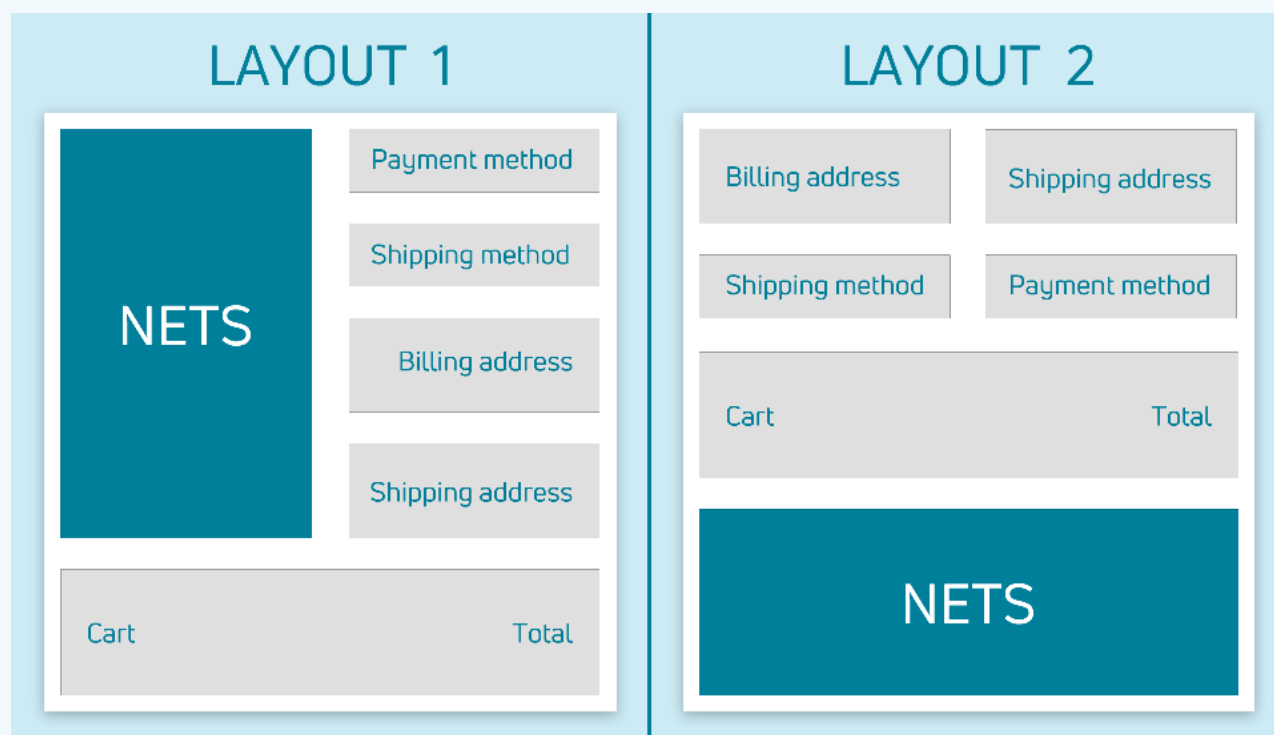 LAYOUT 1
NETS
Payment method
Shipping method
Billing address
Shipping address
Cart Total
LAYOUT 2
Billing address Shipping address
Shipping method Payment method
Cart Total
NETS